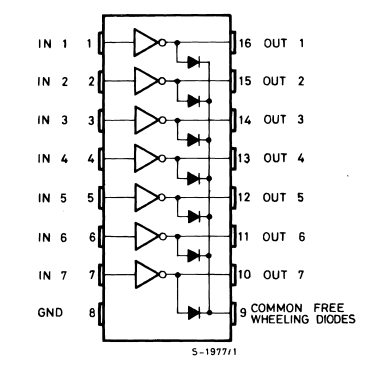 IN 1 1 16 OUT 1
IN 2 2 15 OUT 2
IN 3 3 14 OUT 3
IN 4 4 13 OUT 4
IN 5 5 12 OUT 5
IN 6 6 11 OUT 6
IN 7 7 10 OUT 7
GND 8 9 COMMON FREE
WHEELING DIODES
S-1977/1